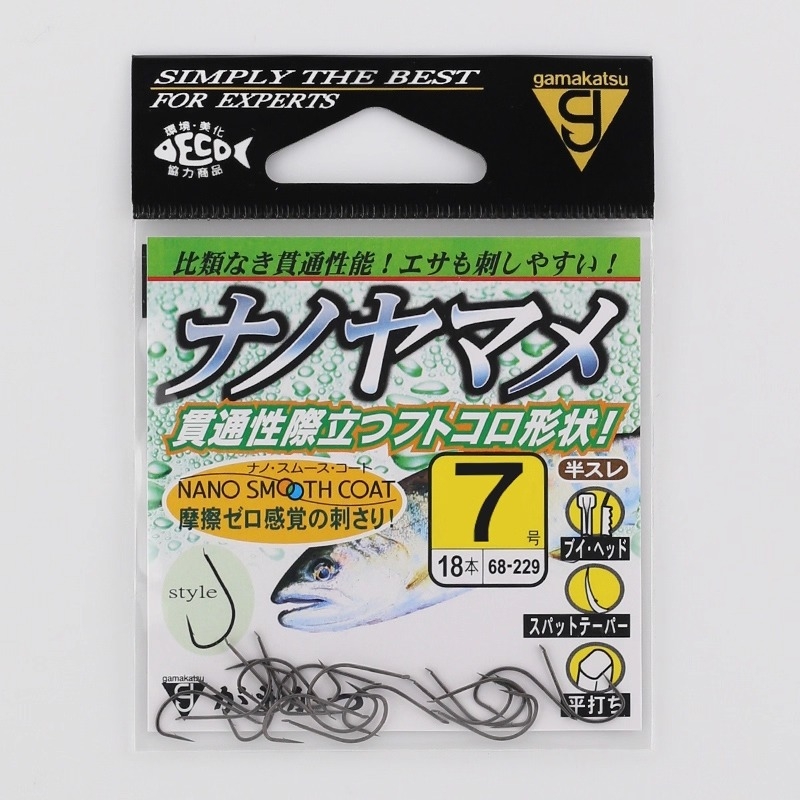 SIMPLY THE BEST
FOR EXPERTS
環境・美化
ECO
協力商品
gamakatsu
比類なき貫通性能！エサも刺しやすい！
ナノヤマメ
貫通性際立つフトコロ形状！
ナノ・スムース・コート
NANO SMOOTH COAT
摩擦ゼロ感覚の刺さり！
7号
18本 68-229
半スレ
ブイ・ヘッド
スパットテーパー
平打ち
style
gamakatsu